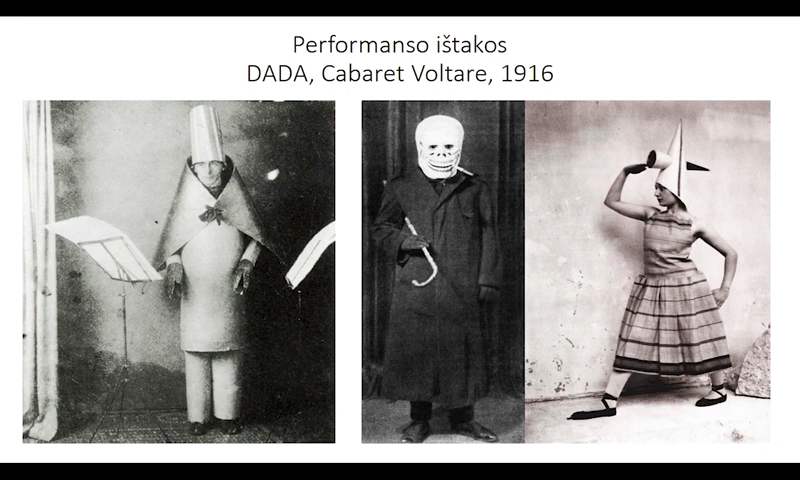 Performanso ištakos
DADA, Cabaret Voltare, 1916